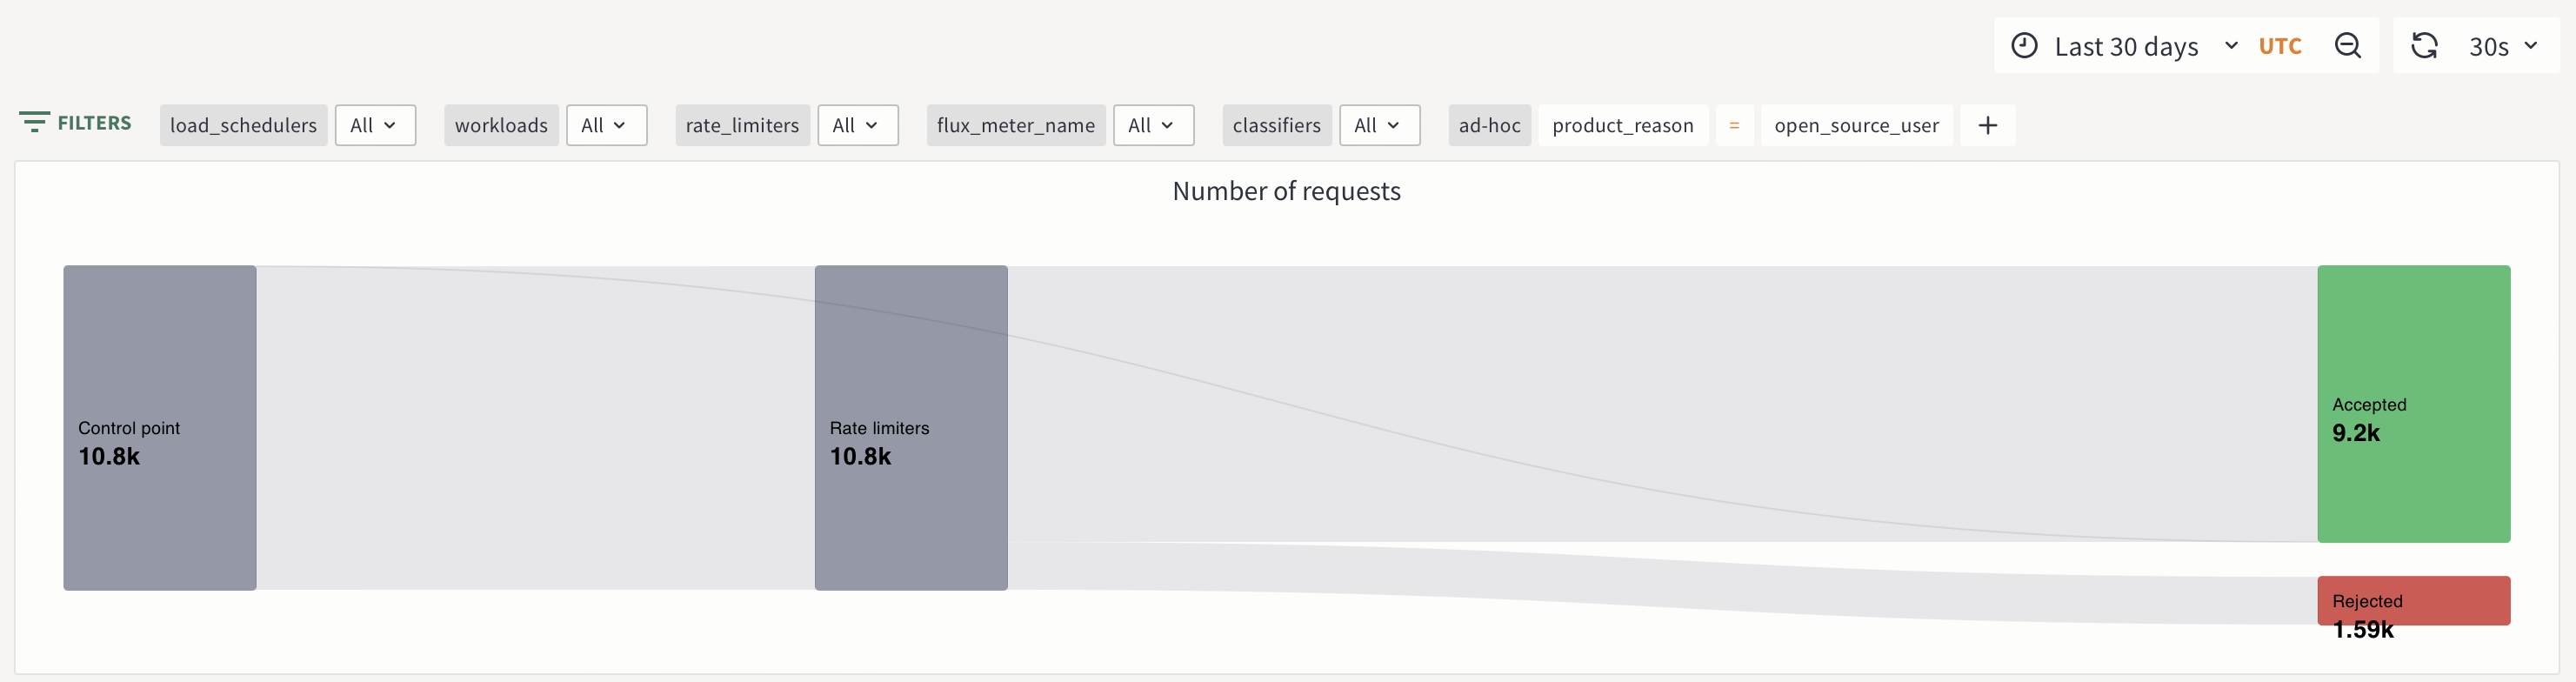 Last 30 days UTC 30s
FILTERS load_schedulers All workloads All rate_limiters All flux_meter_name All classifiers All ad-hoc product_reason = open_source_user +
Number of requests
Control point
10.8k
Rate limiters
10.8k
Accepted
9.2k
Rejected
1.59k